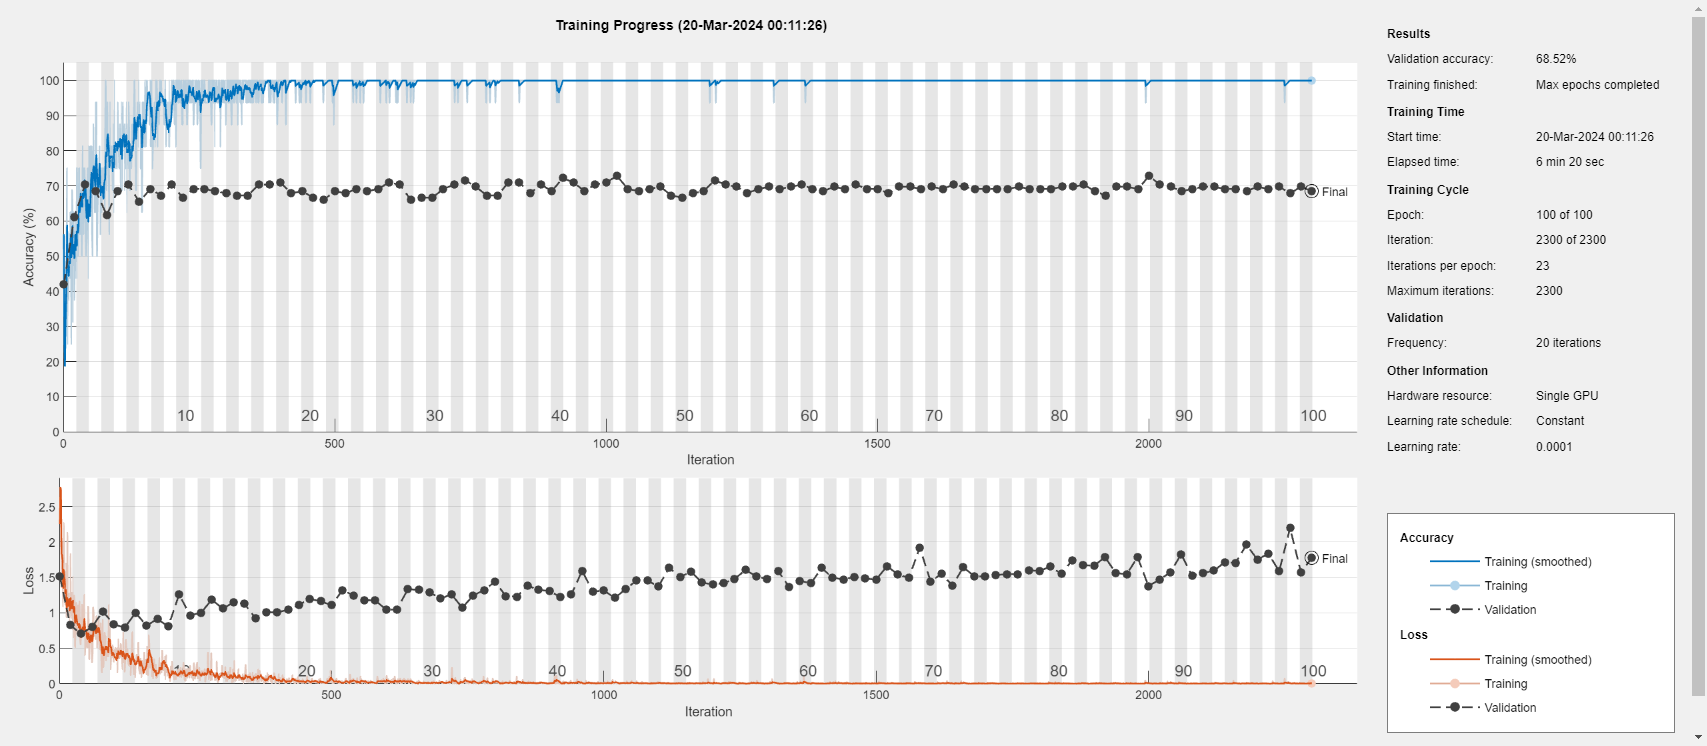 Training Progress (20-Mar-2024 00:11:26)
100
90
80
70
60
50
40
30
20
10
0
Accuracy (%)
Final
10 20 30 40 50 60 70 80 90 100
0 500 1000 1500 2000
Iteration
2.5
2
1.5
1
0.5
0
Loss
Final
20 30 40 50 60 70 80 90 100
0 500 1000 1500 2000
Iteration
Results
Validation accuracy: 68.52%
Training finished: Max epochs completed
Training Time
Start time: 20-Mar-2024 00:11:26
Elapsed time: 6 min 20 sec
Training Cycle
Epoch: 100 of 100
Iteration: 2300 of 2300
Iterations per epoch: 23
Maximum iterations: 2300
Validation
Frequency: 20 iterations
Other Information
Hardware resource: Single GPU
Learning rate schedule: Constant
Learning rate: 0.0001
Accuracy
Training (smoothed)
Training
Validation
Loss
Training (smoothed)
Training
Validation